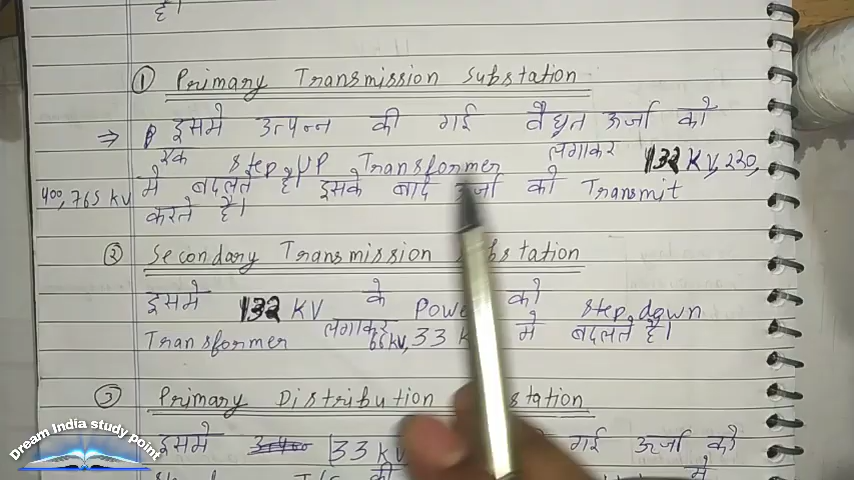 है।
① Primary Transmission Substation
⇒ इसमे उत्पन्न की गई वैद्युत ऊर्जा को
एक Step UP Transformer लगाकर 132 KV, 220,
400, 765 KV मे बदलते है। इसके बाद ऊर्जा को Transmit
करते है।
② Secondary Transmission Substation
इसमे 132 KV के Power को Step down
Transformer लगाकर 66 KV, 33 K मे बदलते है।
③ Primary Distribution station
इसमे 33 KV गई ऊर्जा को
की मे
Dream India study point